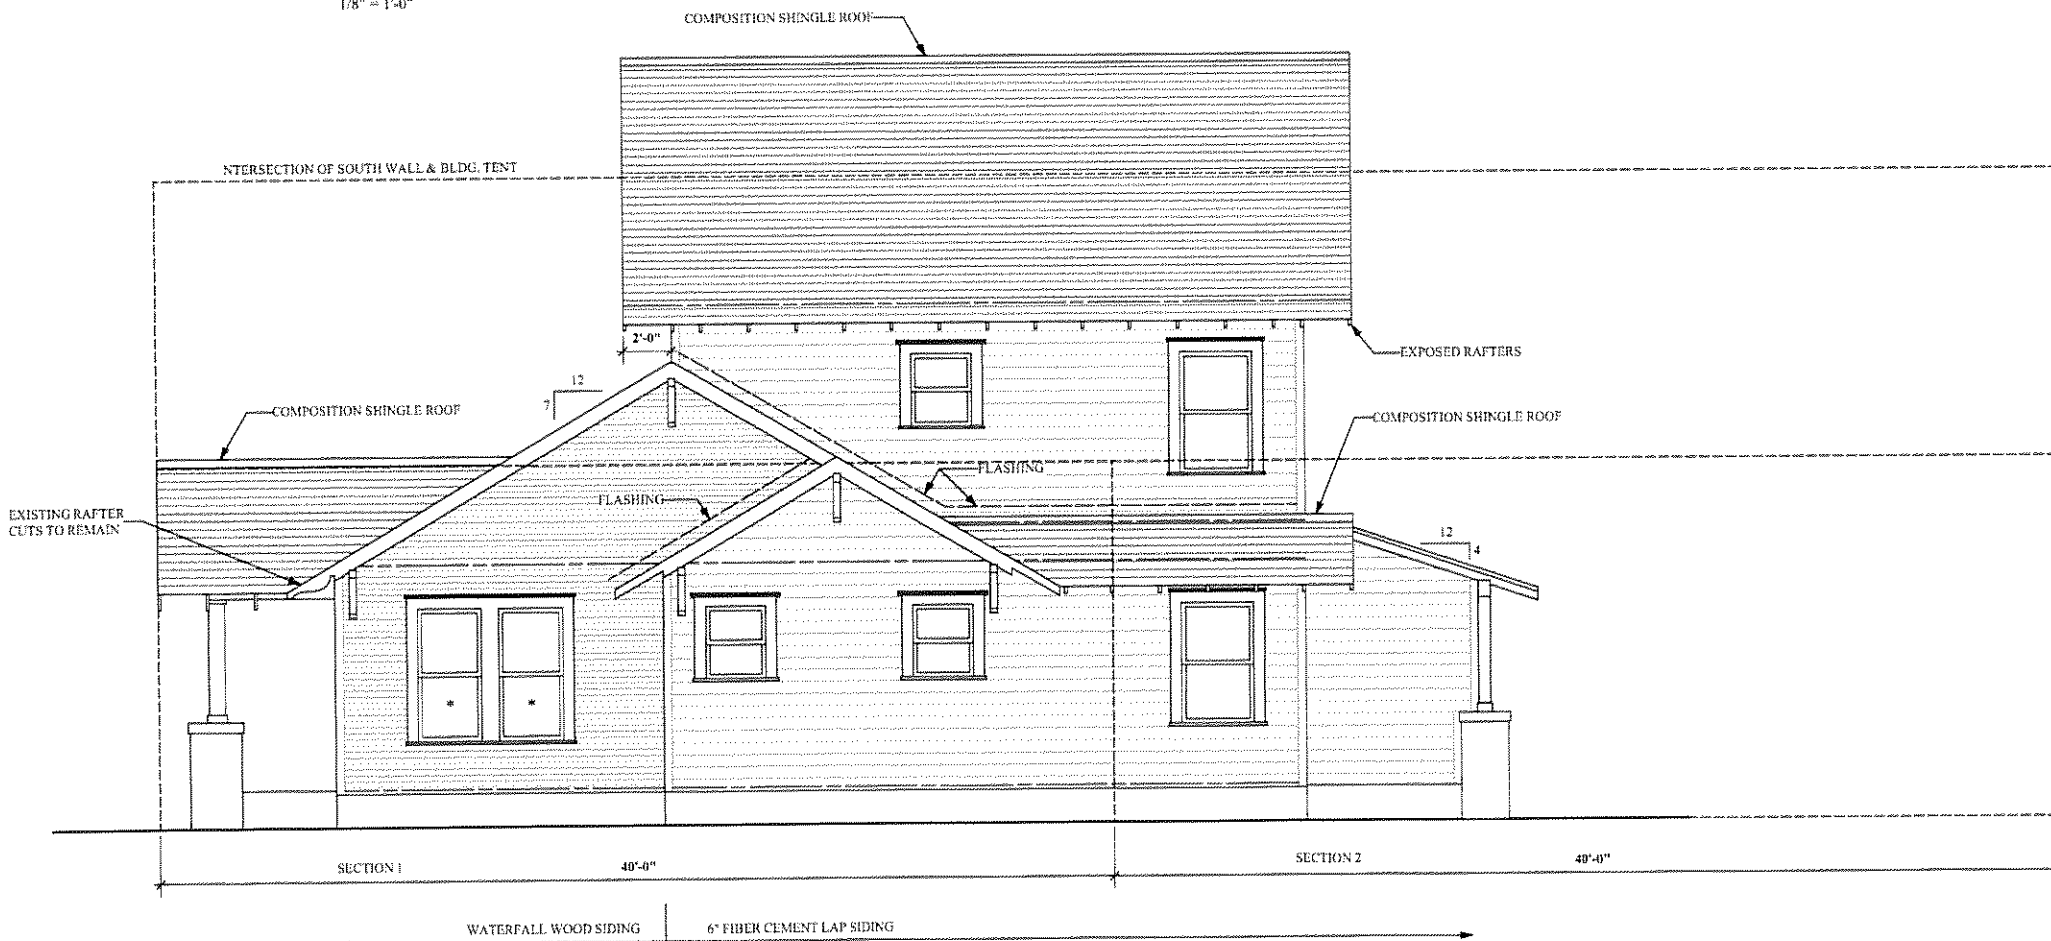 1/8" = 1'-0"
COMPOSITION SHINGLE ROOF
NTERSECTION OF SOUTH WALL & BLDG. TENT
2'-0"
EXPOSED RAFTERS
12
7
COMPOSITION SHINGLE ROOF
COMPOSITION SHINGLE ROOF
FLASHING
FLASHING
EXISTING RAFTER
CUTS TO REMAIN
12
4
* *
SECTION 1
40'-0"
SECTION 2
40'-0"
WATERFALL WOOD SIDING
6" FIBER CEMENT LAP SIDING